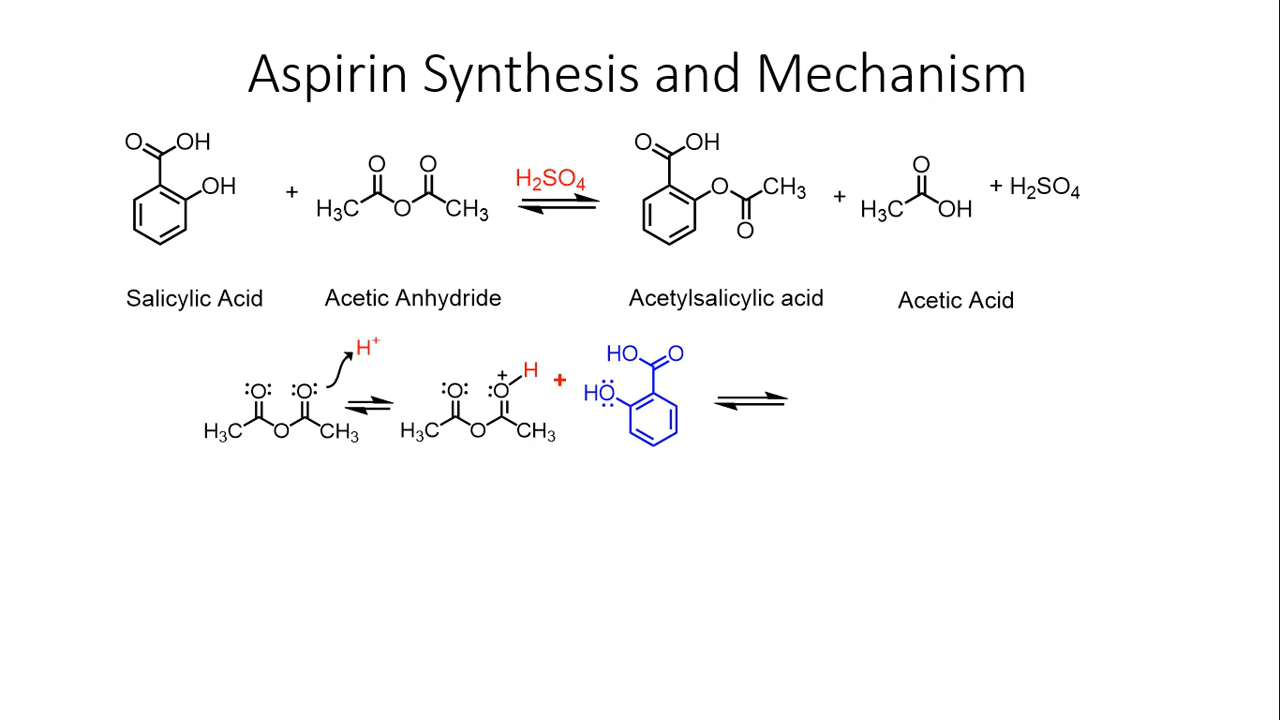 Aspirin Synthesis and Mechanism
O OH OH + O O H₃C O CH₃ H₂SO₄ O OH O CH₃ O + O H₃C OH + H₂SO₄
Salicylic Acid Acetic Anhydride Acetylsalicylic acid Acetic Acid
H⁺
:O: :O: H₃C O CH₃ :O: :O + H H₃C O CH₃ + HO O HO